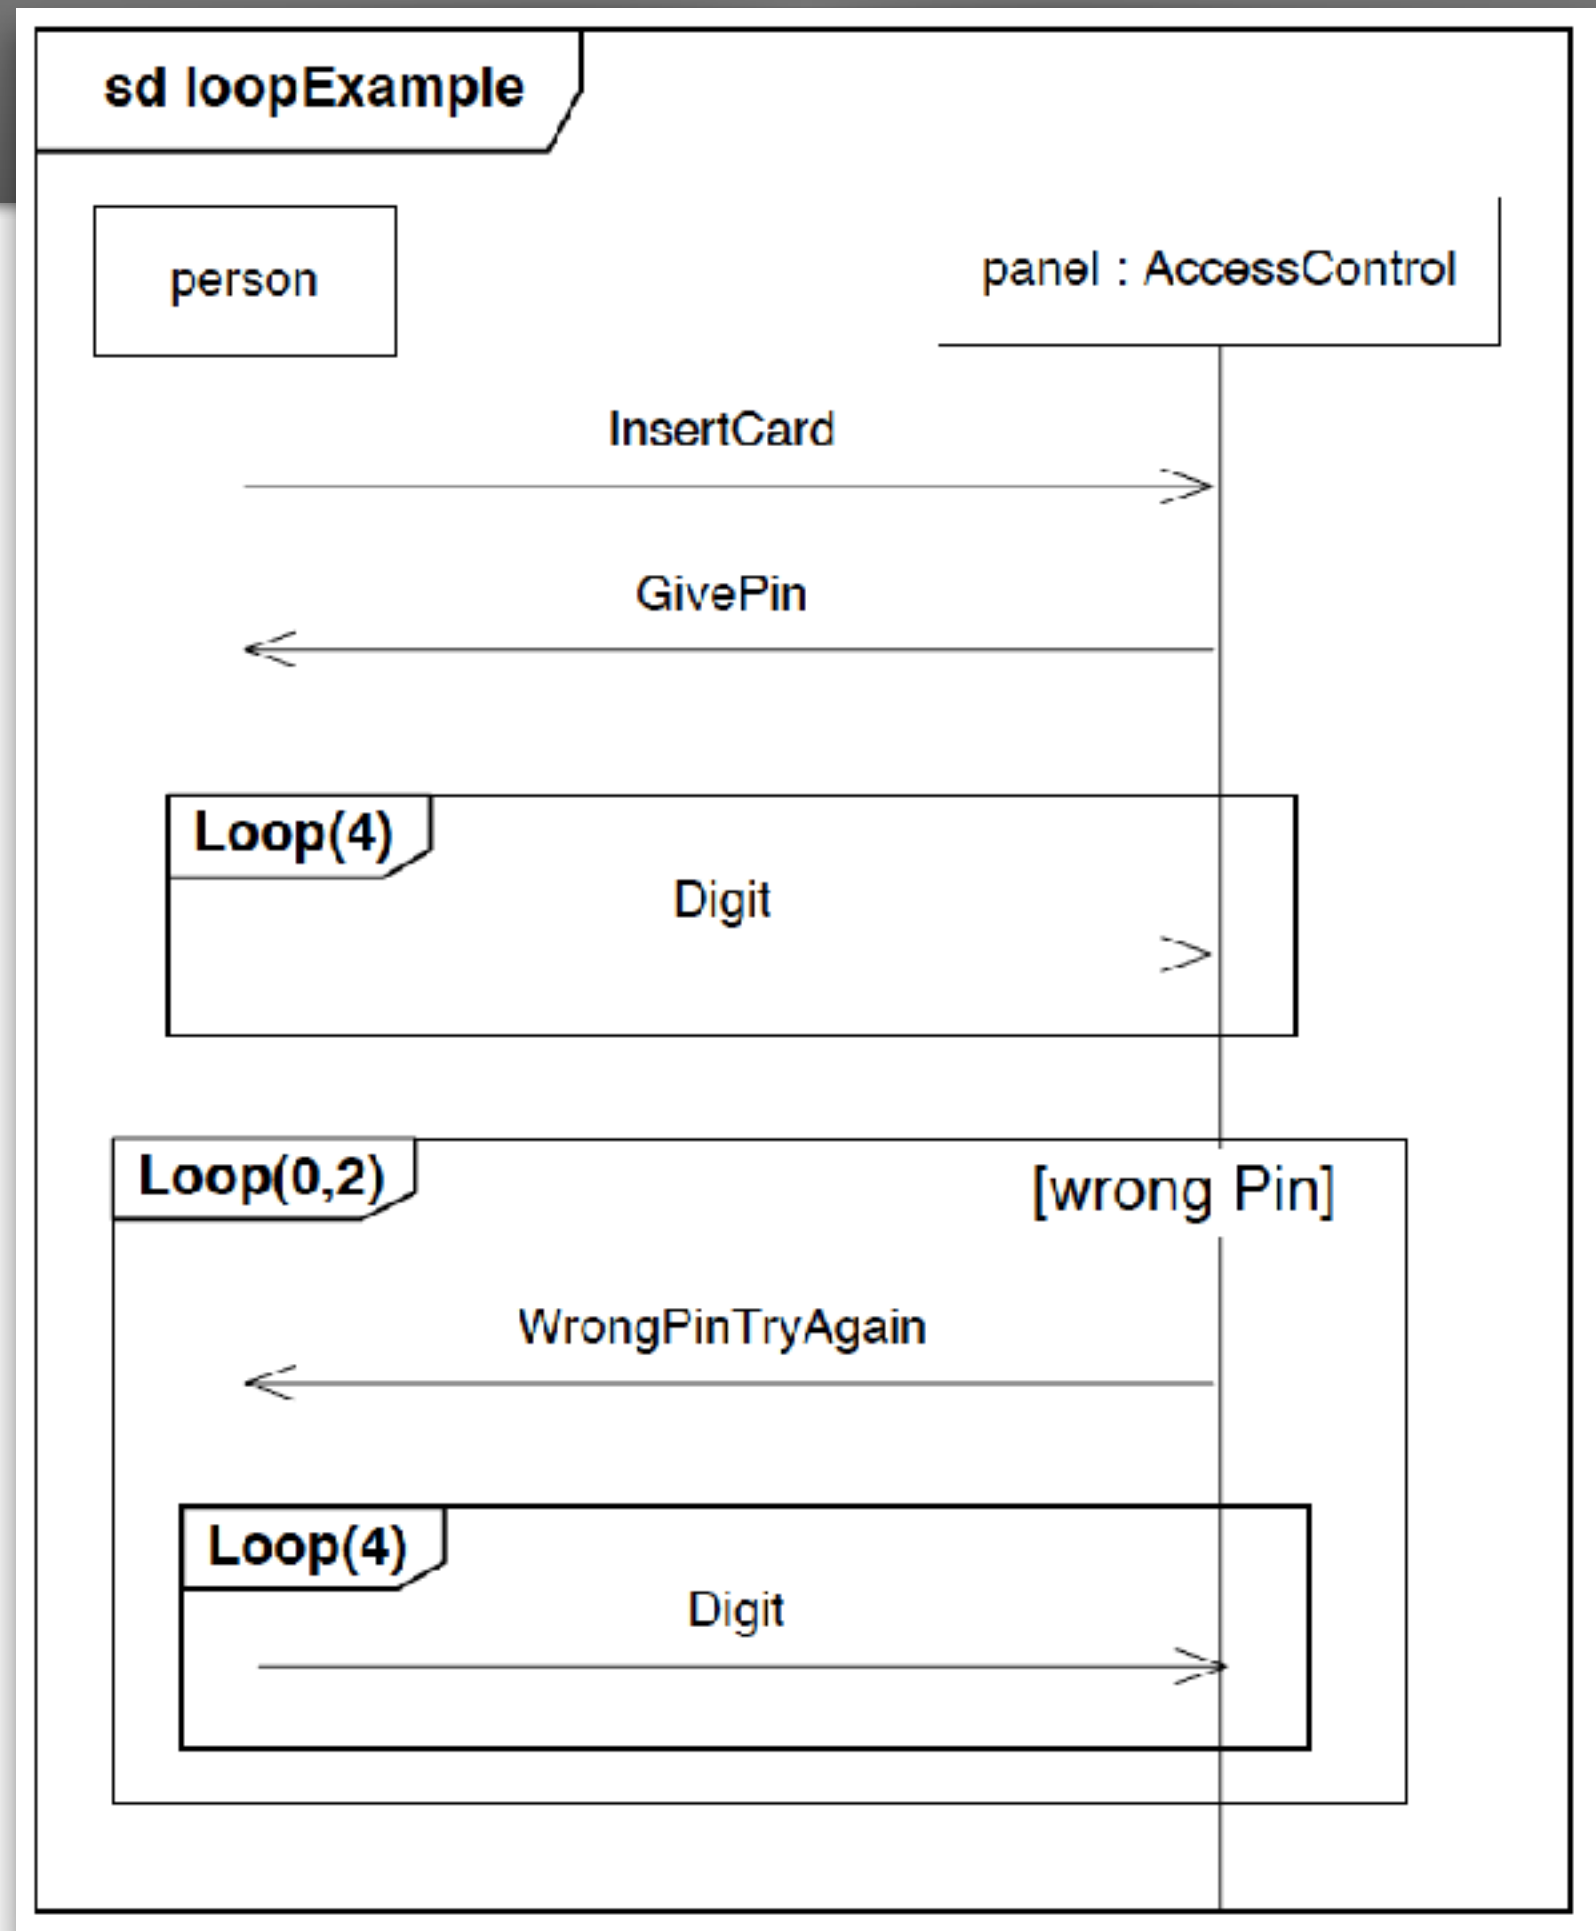 sd loopExample
person
panel : AccessControl
InsertCard
GivePin
Loop(4)
Digit
Loop(0,2)
[wrong Pin]
WrongPinTryAgain
Loop(4)
Digit